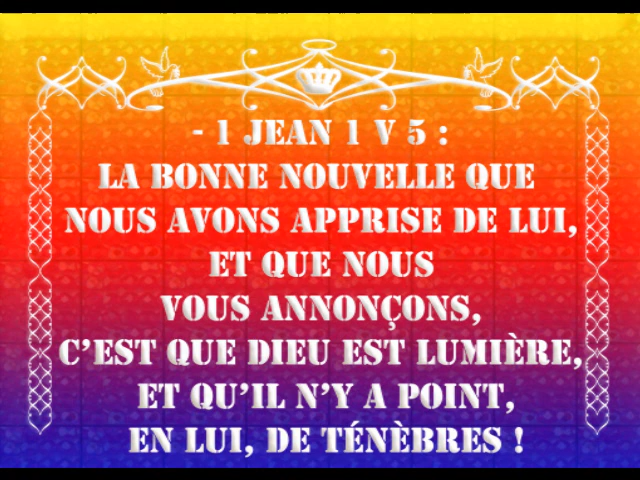 - 1 JEAN 1 V 5 :
LA BONNE NOUVELLE QUE
NOUS AVONS APPRISE DE LUI,
ET QUE NOUS
VOUS ANNONÇONS,
C'EST QUE DIEU EST LUMIÈRE,
ET QU'IL N'Y A POINT,
EN LUI, DE TÉNÈBRES !